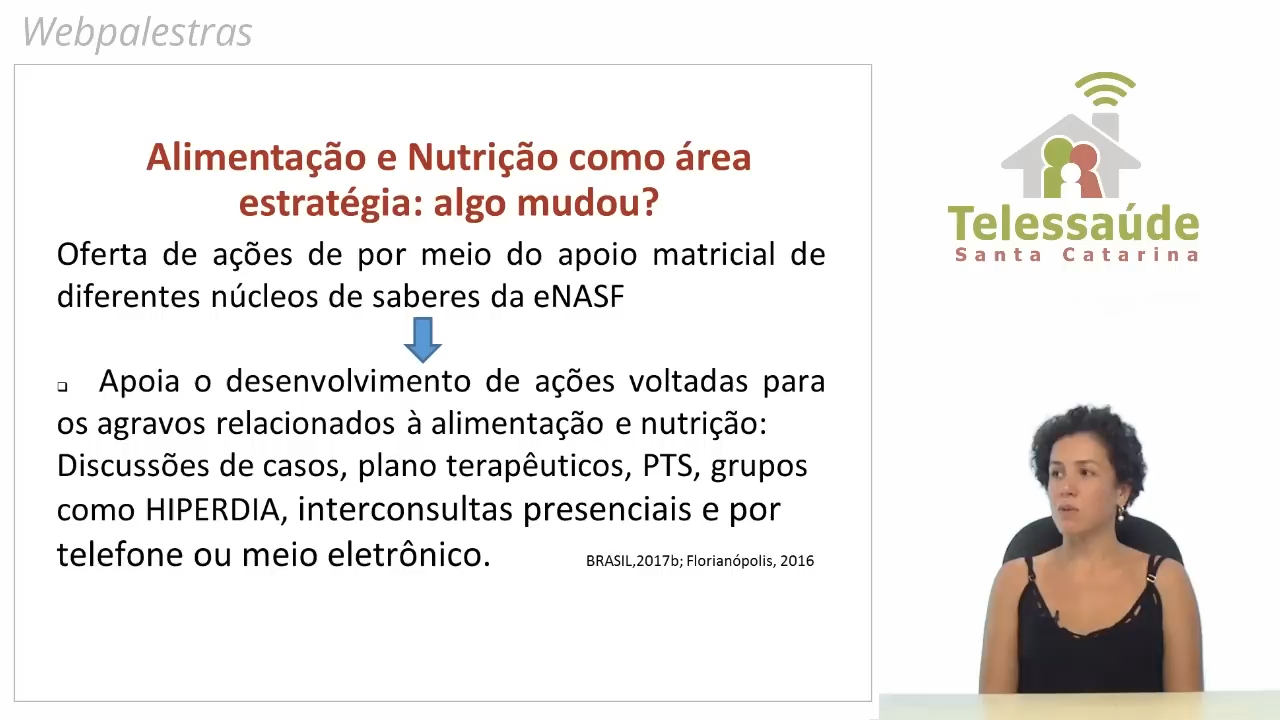 Webpalestras
Alimentação e Nutrição como área
estratégia: algo mudou?
Oferta de ações de por meio do apoio matricial de
diferentes núcleos de saberes da eNASF
Apoia o desenvolvimento de ações voltadas para
os agravos relacionados à alimentação e nutrição:
Discussões de casos, plano terapêuticos, PTS, grupos
como HIPERDIA, interconsultas presenciais e por
telefone ou meio eletrônico.
BRASIL,2017b; Florianópolis, 2016
Telessaúde
Santa Catarina